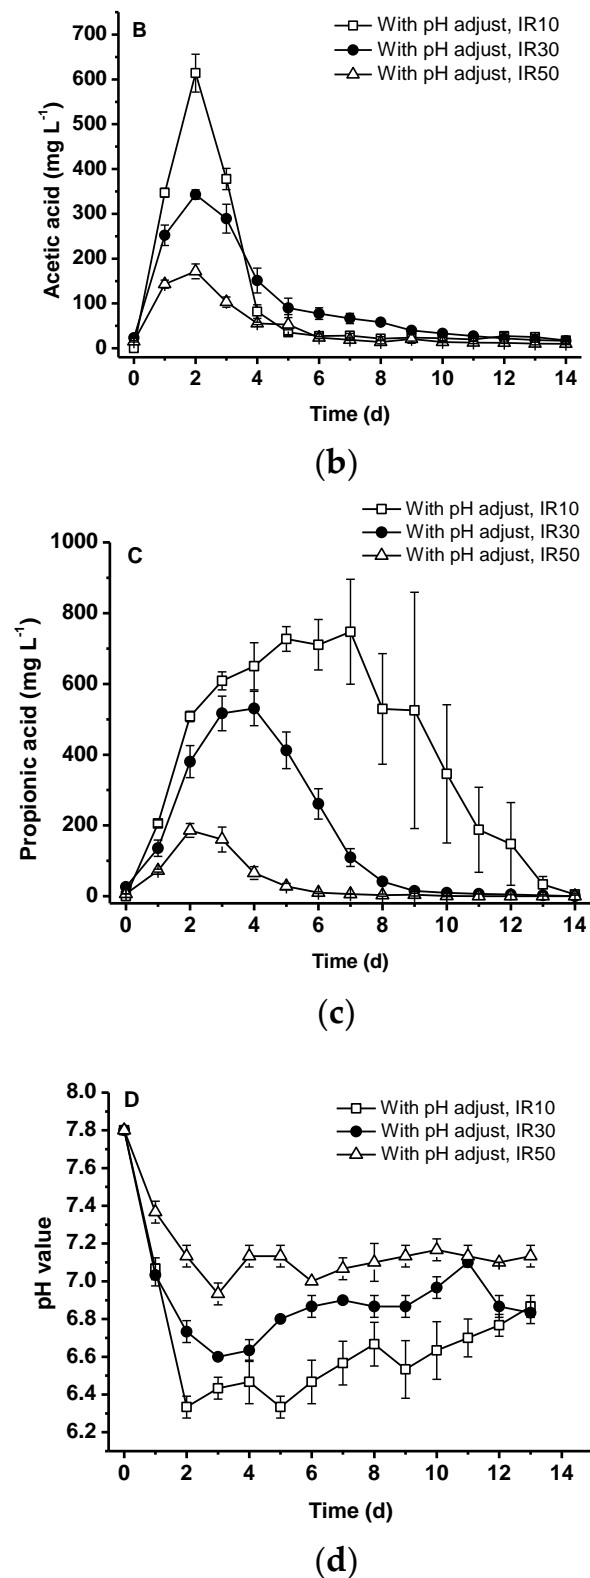 B
With pH adjust, IR10
With pH adjust, IR30
With pH adjust, IR50
700
600
500
400
300
200
100
0
Acetic acid (mg L⁻¹)
0 2 4 6 8 10 12 14
Time (d)
(b)
With pH adjust, IR10
With pH adjust, IR30
With pH adjust, IR50
C
1000
800
600
400
200
0
Propionic acid (mg L⁻¹)
0 2 4 6 8 10 12 14
Time (d)
(c)
D
With pH adjust, IR10
With pH adjust, IR30
With pH adjust, IR50
8.0
7.8
7.6
7.4
7.2
7.0
6.8
6.6
6.4
6.2
pH value
0 2 4 6 8 10 12 14
Time (d)
(d)